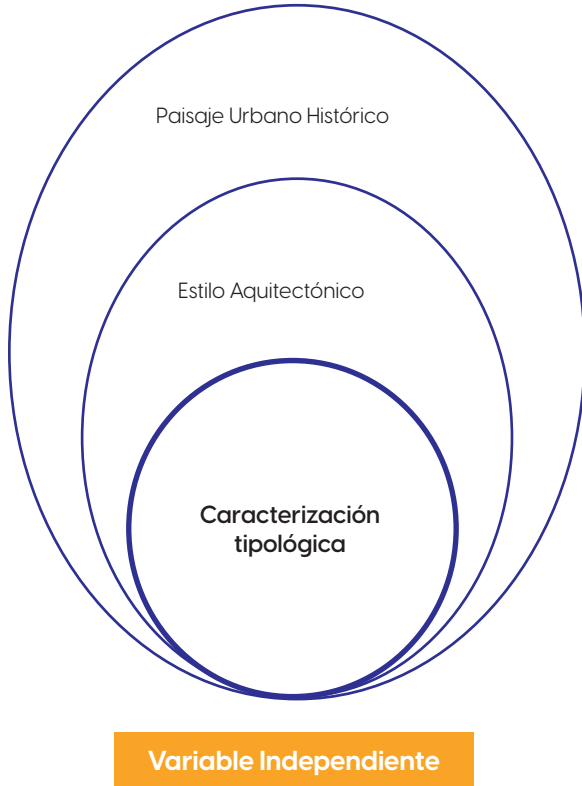 Paisaje Urbano Histórico
Estilo Aquitectónico
Caracterización
tipológica
Variable Independiente